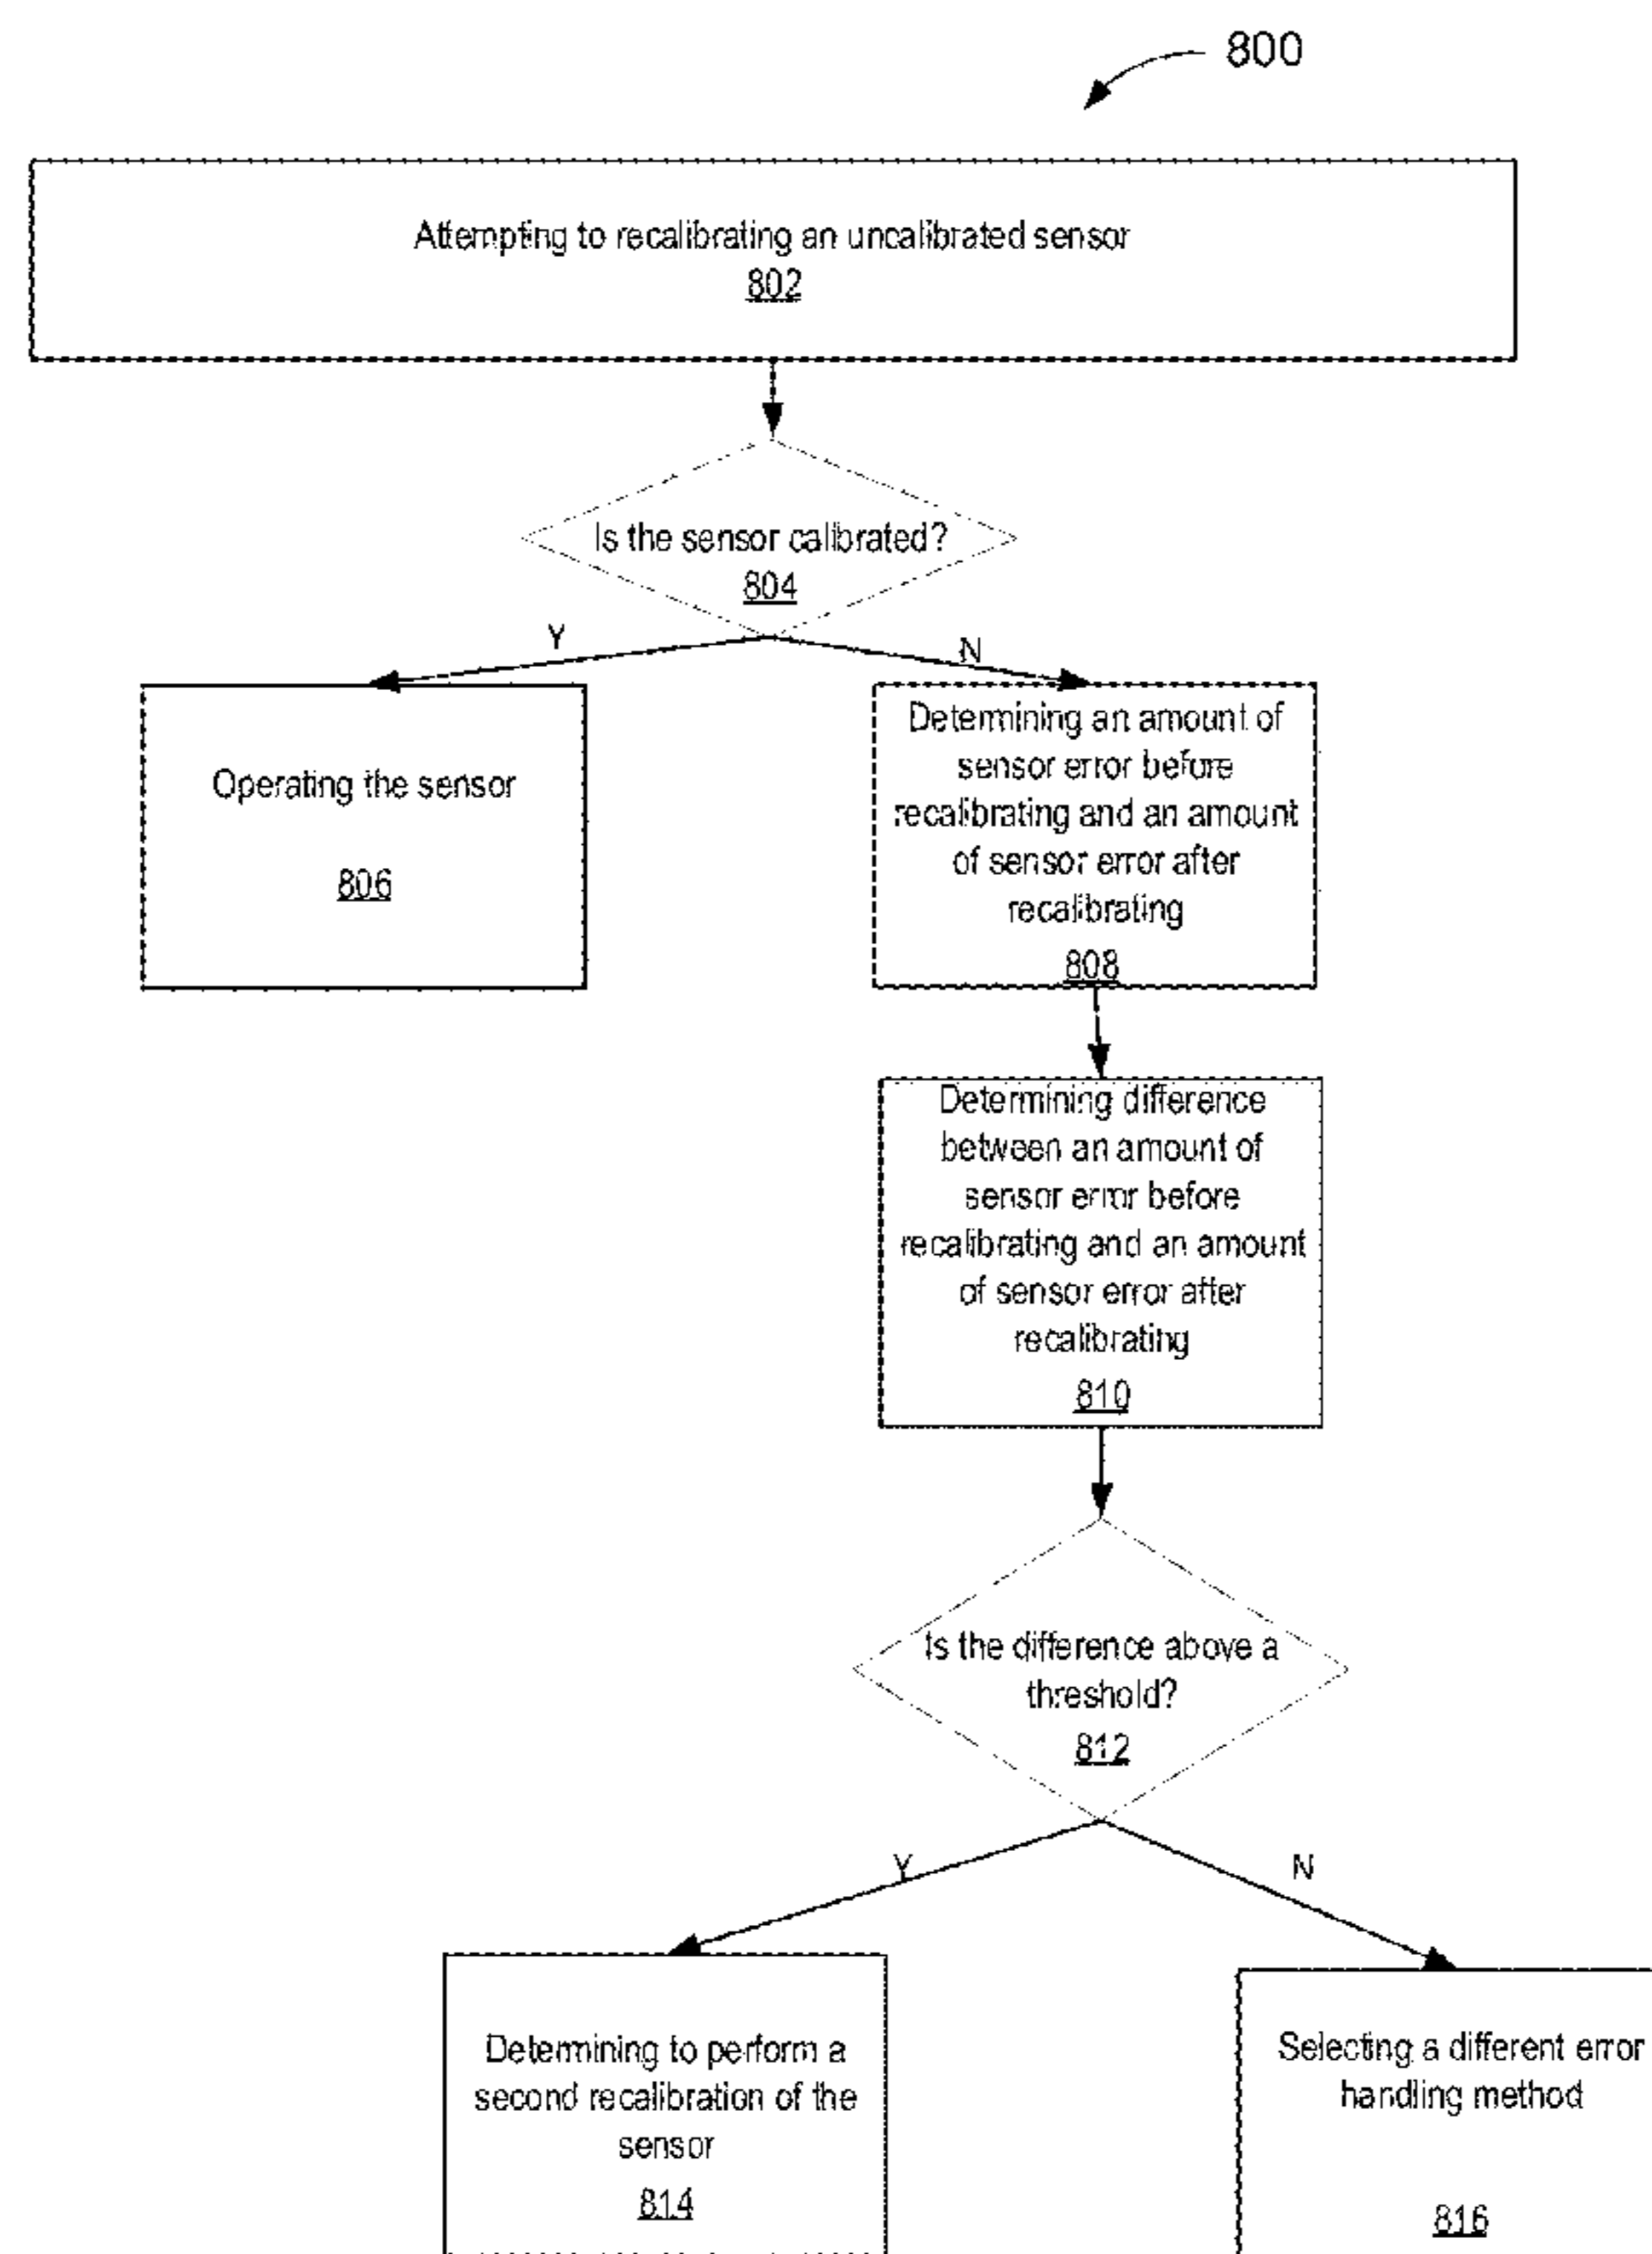 800
Attempting to recalibrating an uncalibrated sensor
802
Is the sensor calibrated?
804
Y
N
Operating the sensor
806
Determining an amount of
sensor error before
recalibrating and an amount
of sensor error after
recalibrating
808
Determining difference
between an amount of
sensor error before
recalibrating and an amount
of sensor error after
recalibrating
810
Is the difference above a
threshold?
812
Y
N
Determining to perform a
second recalibration of the
sensor
814
Selecting a different error
handling method
816